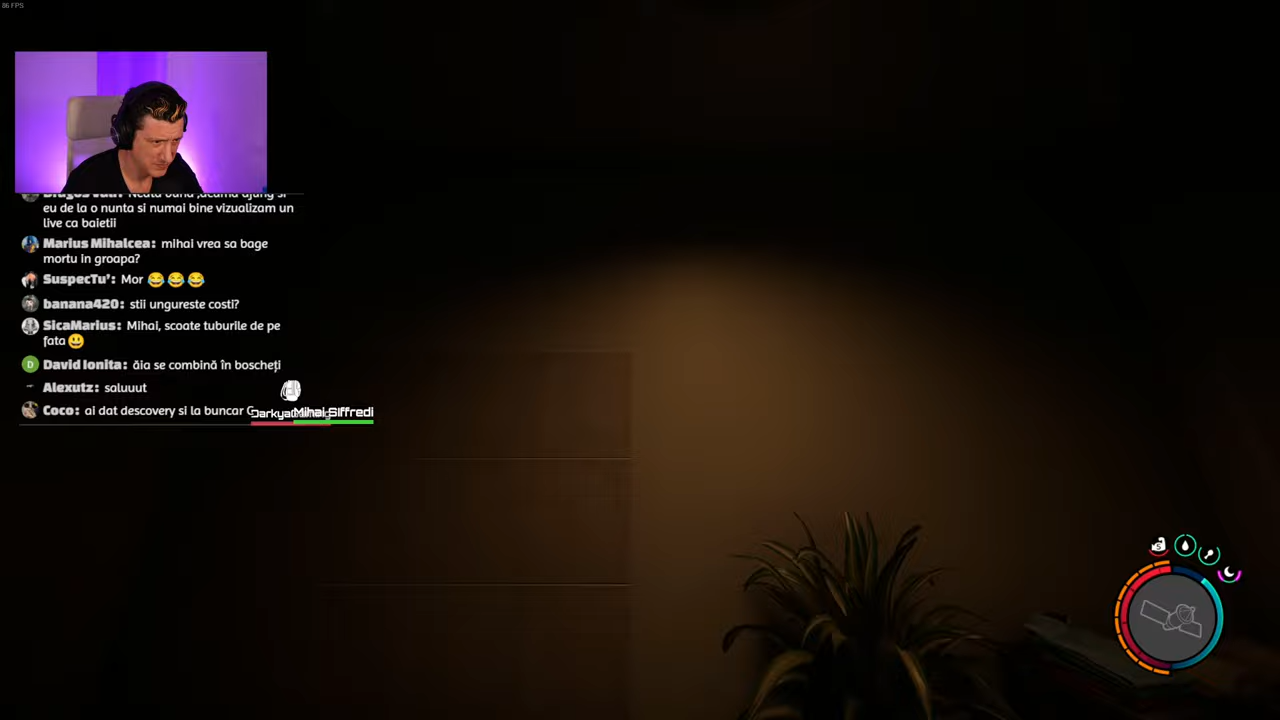 86 FPS
eu de la o nunta si numai bine vizualizam un
live ca baietii
Marius Mihalcea: mihai vrea sa bage
mortu in groapa?
SuspecTu': Mor 😂😂😂
banana420: stii ungureste costi?
SicaMarius: Mihai, scoate tuburile de pe
fata😃
D David Ionita: ăia se combină în boscheți
Alexutz: saluuut
Coco: ai dat descovery si la buncar
Mihai Siffredi
S